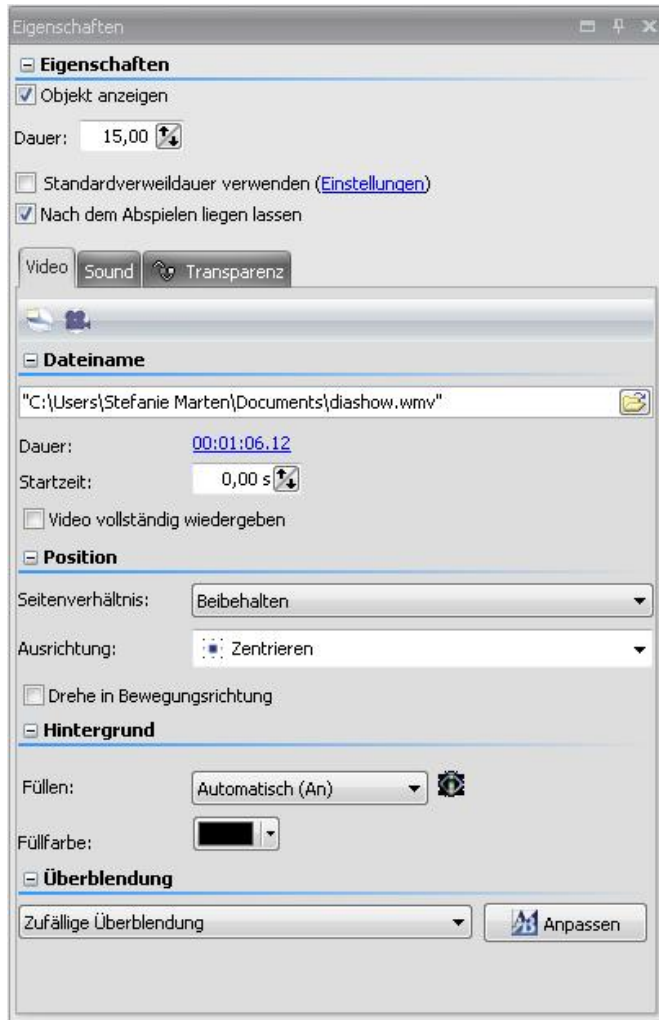 Eigenschaften
Eigenschaften
Objekt anzeigen
Dauer: 15,00
Standardverweildauer verwenden (Einstellungen)
Nach dem Abspielen liegen lassen
Video Sound Transparenz
Dateiname
"C:\Users\Stefanie Marten\Documents\diashow.wmv"
Dauer: 00:01:06.12
Startzeit: 0,00 s
Video vollständig wiedergeben
Position
Seitenverhältnis: Beibehalten
Ausrichtung: Zentrieren
Drehe in Bewegungsrichtung
Hintergrund
Füllen: Automatisch (An)
Füllfarbe:
Überblendung
Zufällige Überblendung Anpassen